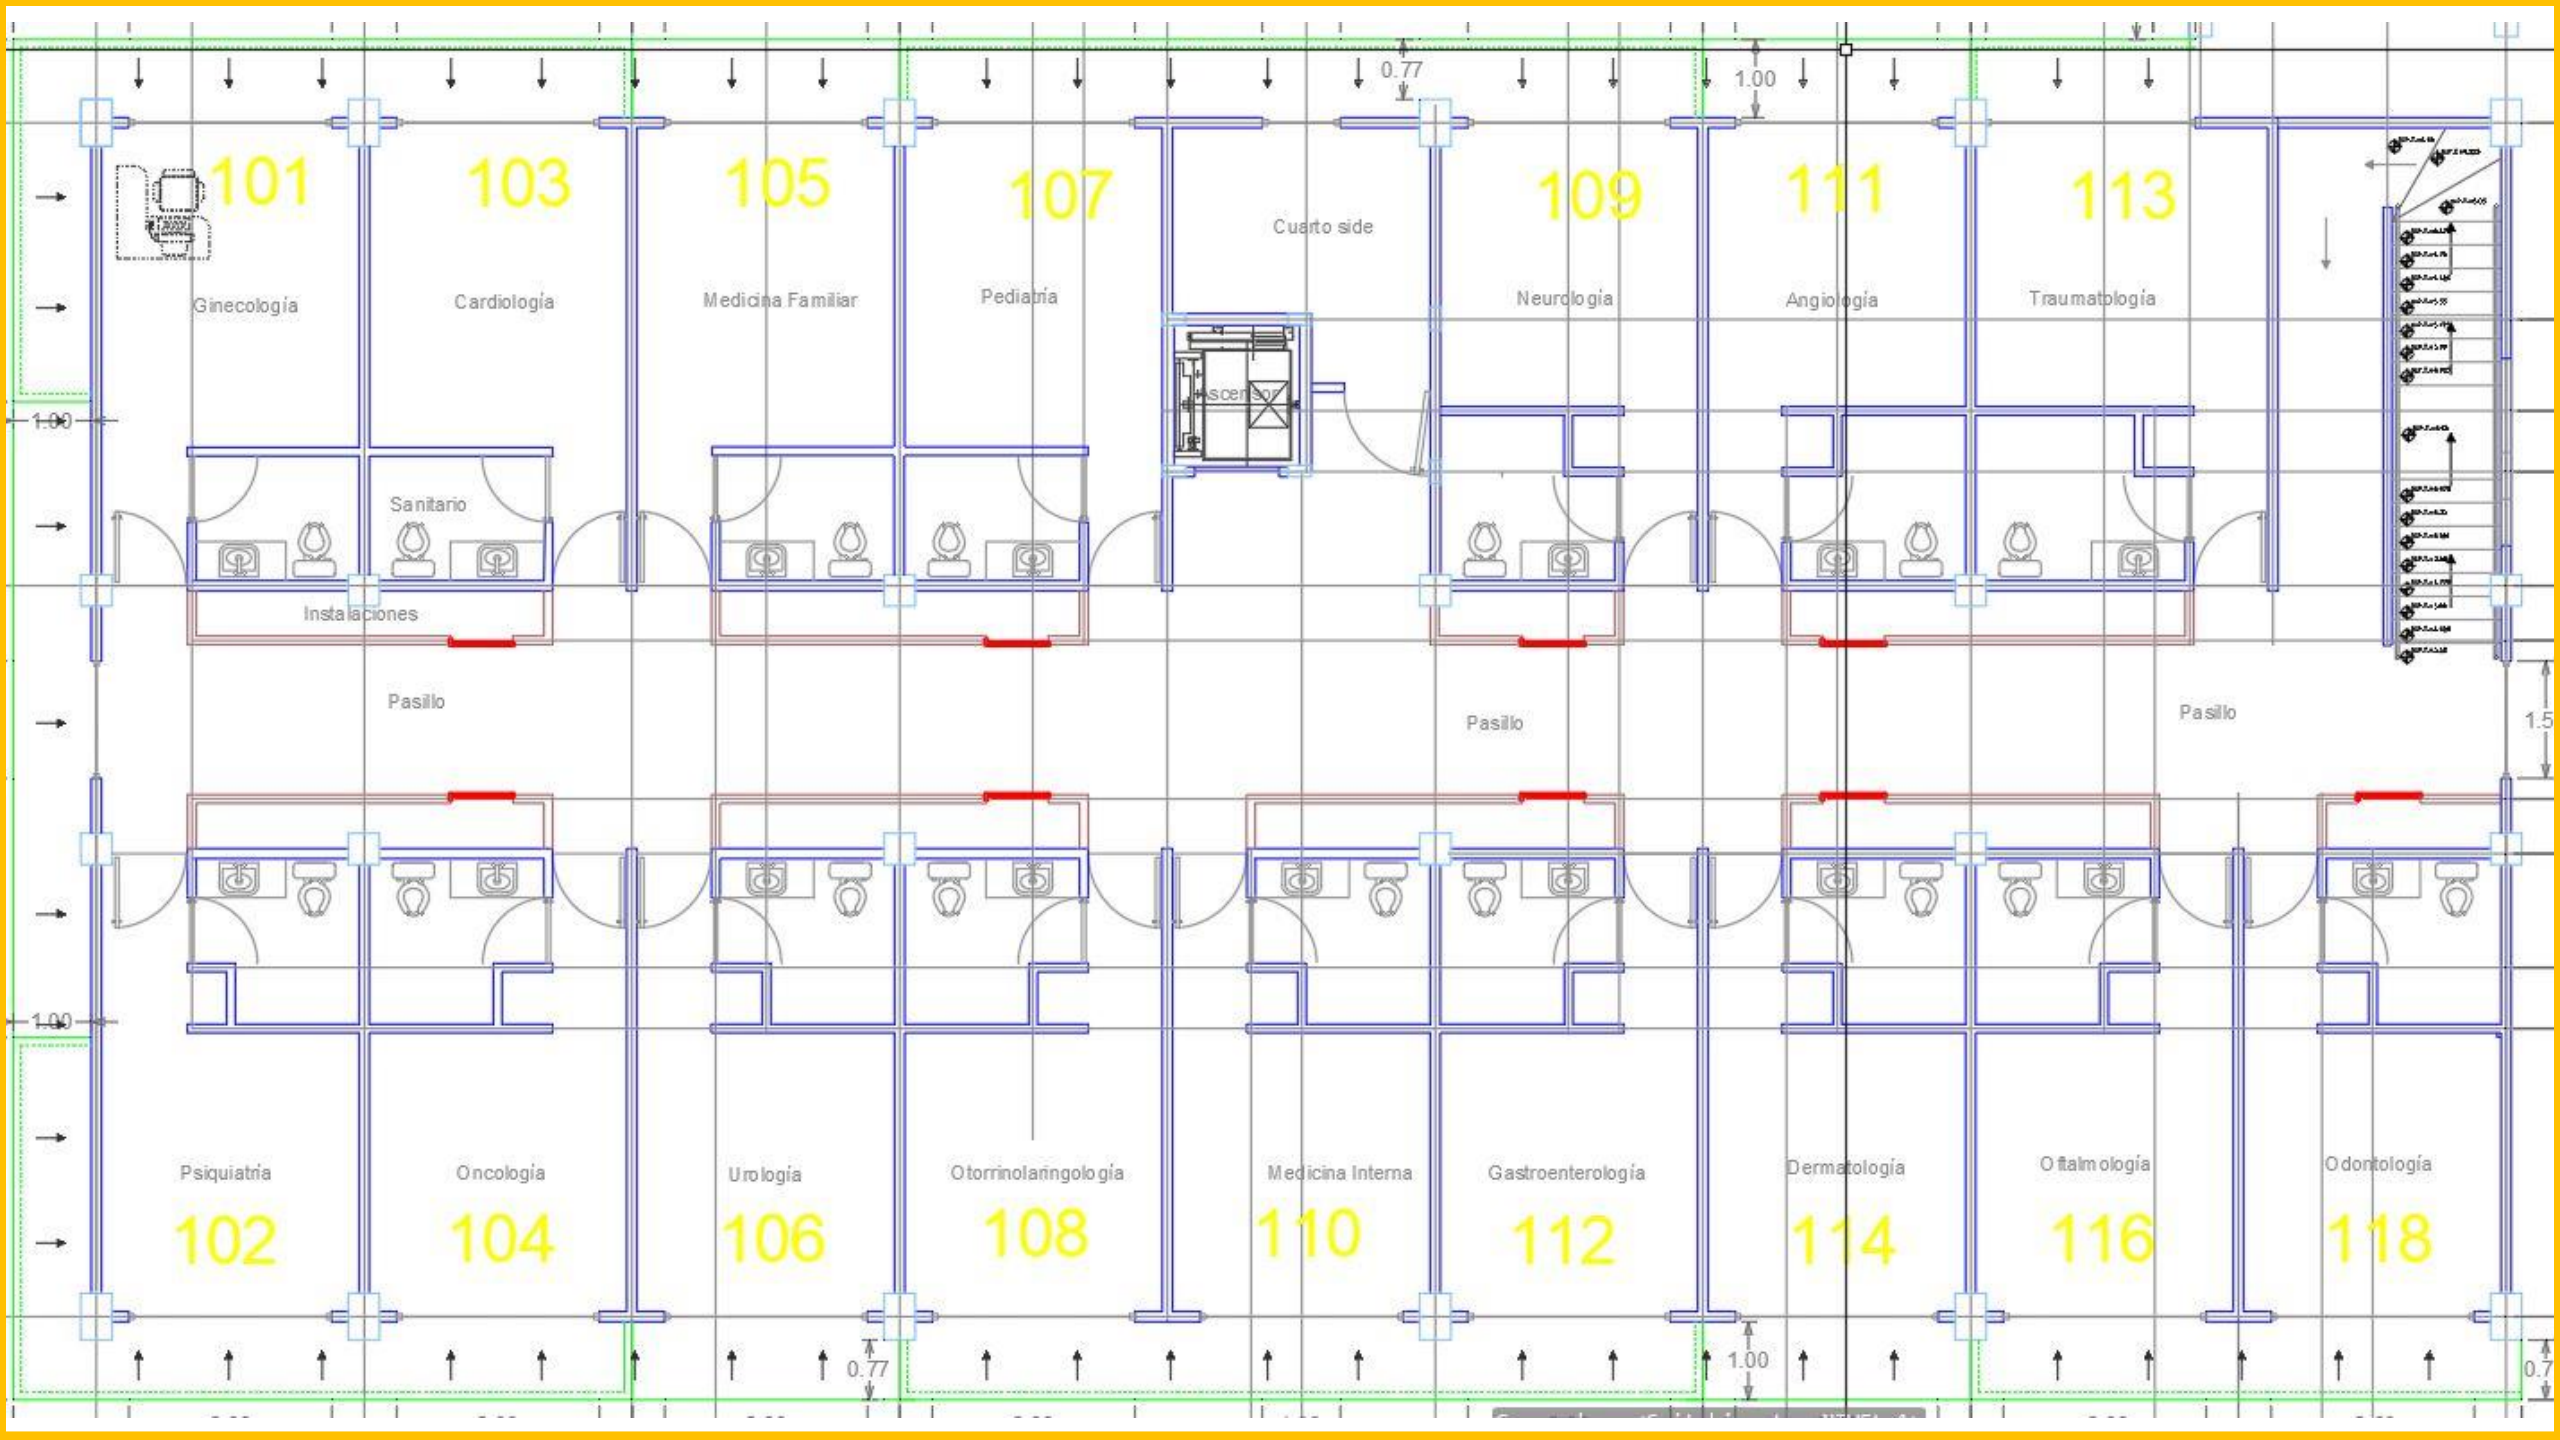 0.77
1.00
101
103
105
107
109
111
113
Cuarto side
Ginecología
Cardiología
Medicina Familiar
Pediatría
Neurología
Angiología
Traumatología
Ascensor
1.00
Sanitario
Instalaciones
Pasillo
Pasillo
Pasillo
1.00
Psiquiatría
Oncología
Urología
Otorrinolaringología
Medicina Interna
Gastroenterología
Dermatología
Oftalmología
Odontología
102
104
106
108
110
112
114
116
118
0.77
1.00